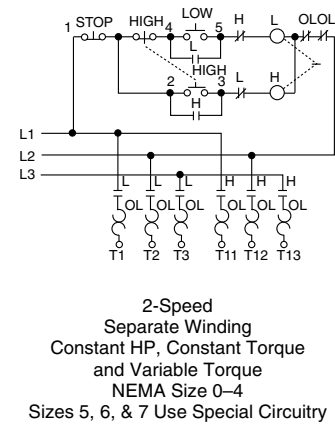 LOW
1 STOP HIGH 4 5 H L OLOL
L
HIGH
2 3 L H
H
L1
L2
L3
L L L H H H
OL OL OL OL OL OL
T1 T2 T3 T11 T12 T13
2-Speed
Separate Winding
Constant HP, Constant Torque
and Variable Torque
NEMA Size 0–4
Sizes 5, 6, & 7 Use Special Circuitry